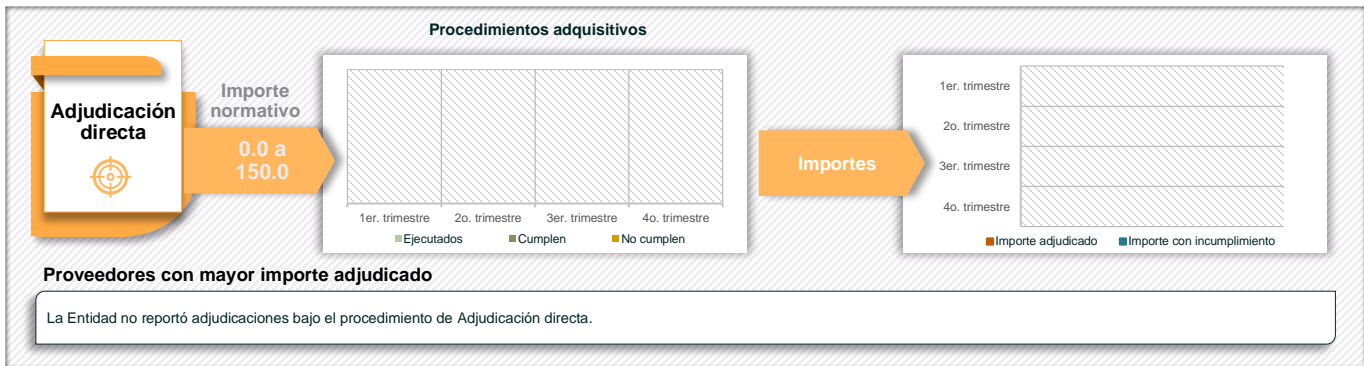 Procedimientos adquisitivos
Adjudicación
directa
Importe
normativo
0.0 a
150.0
1er. trimestre 2o. trimestre 3er. trimestre 4o. trimestre
Ejecutados Cumplen No cumplen
Importes
1er. trimestre
2o. trimestre
3er. trimestre
4o. trimestre
Importe adjudicado Importe con incumplimiento
Proveedores con mayor importe adjudicado
La Entidad no reportó adjudicaciones bajo el procedimiento de Adjudicación directa.